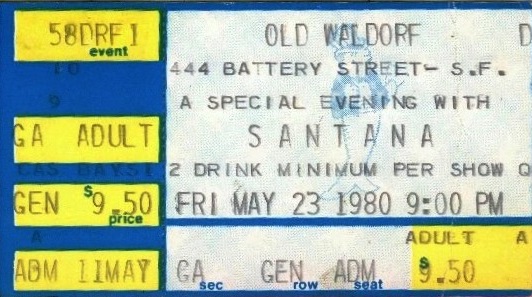 58DRF1
event
GA ADULT
GEN $9.50
price
ADM 11MAY
OLD WALDORF D
444 BATTERY STREET- S.F.
A SPECIAL EVENING WITH
SANTANA
2 DRINK MINIMUM PER SHOW
FRI MAY 23 1980 9:00 PM
ADULT A
GA GEN ADM $9.50
sec row seat